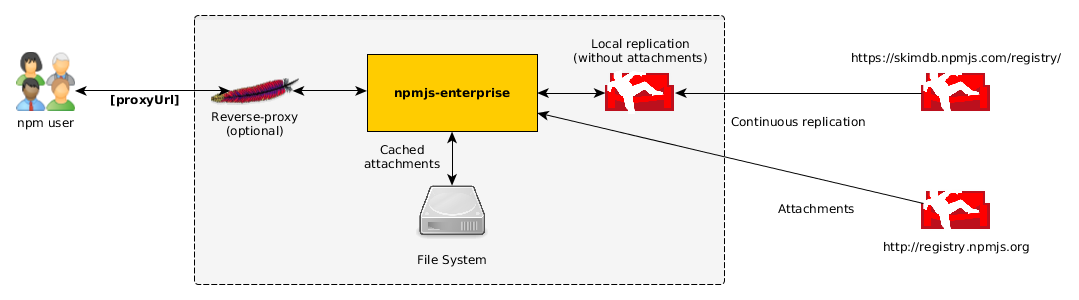 npm user
[proxyUrl]
Reverse-proxy
(optional)
npmjs-enterprise
Cached
attachments
File System
Local replication
(without attachments)
https://skimdb.npmjs.com/registry/
Continuous replication
Attachments
http://registry.npmjs.org